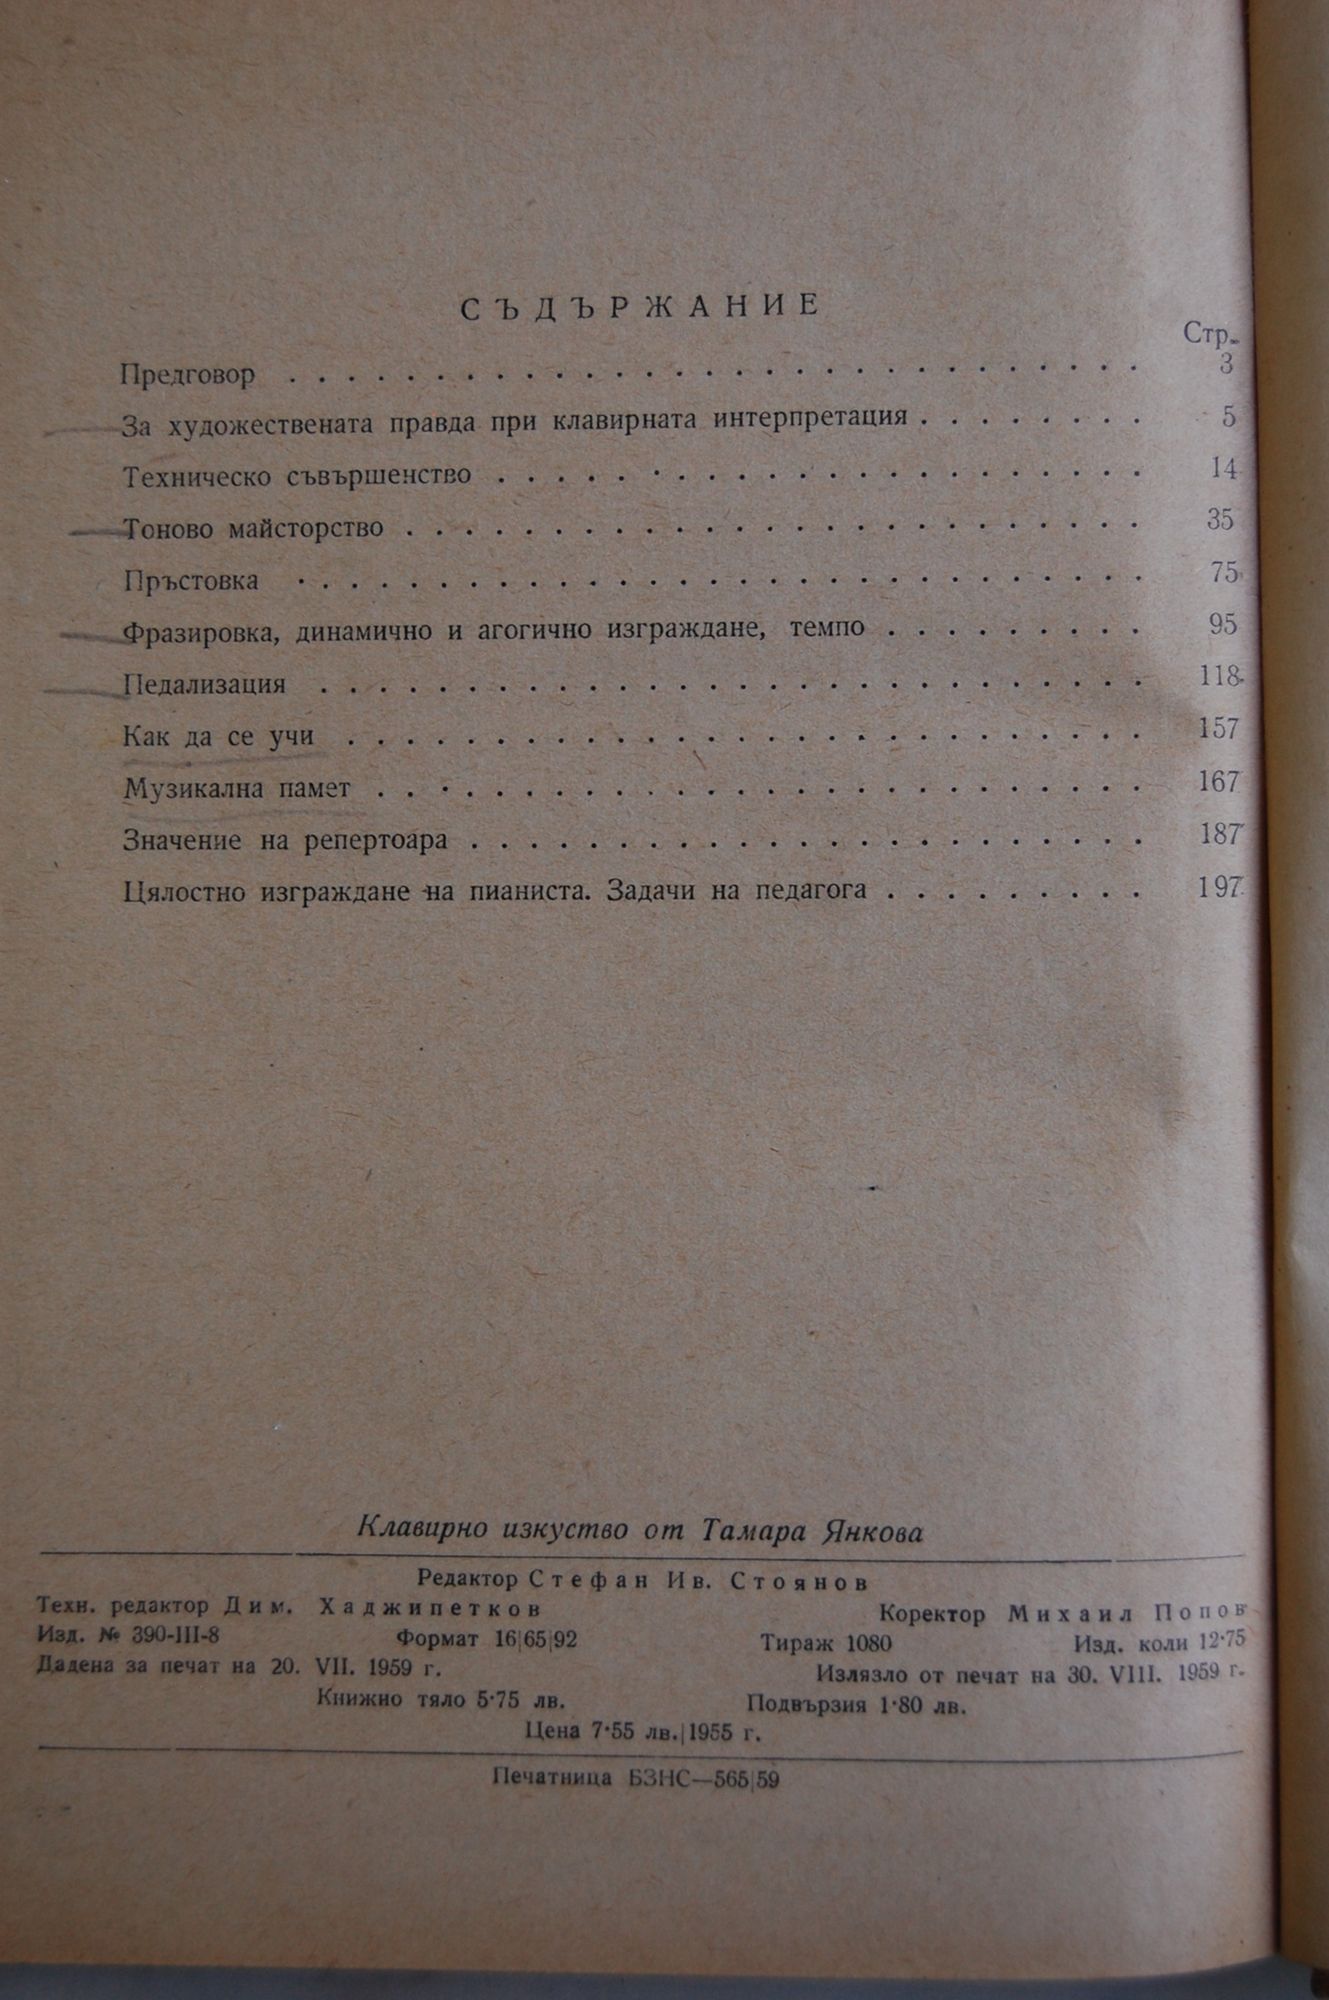 СЪДЪРЖАНИЕ
Стр.
Предговор . . . . . . . . . . . . . . . . . . . . . . . . . . . . . 3
За художествената правда при клавирната интерпретация . . . . . . . . 5
Техническо съвършенство . . . . . . . . . . . . . . . . . . . . . . 14
Тоново майсторство . . . . . . . . . . . . . . . . . . . . . . . . . 35
Пръстовка . . . . . . . . . . . . . . . . . . . . . . . . . . . . . 75
Фразировка, динамично и агогично изграждане, темпо . . . . . . . . . 95
Педализация . . . . . . . . . . . . . . . . . . . . . . . . . . . . 118
Как да се учи . . . . . . . . . . . . . . . . . . . . . . . . . . . 157
Музикална памет . . . . . . . . . . . . . . . . . . . . . . . . . . 167
Значение на репертоара . . . . . . . . . . . . . . . . . . . . . . . 187
Цялостно изграждане на пианиста. Задачи на педагога . . . . . . . . . 197
Клавирно изкуство от Тамара Янкова
Редактор Стефан Ив. Стоянов
Техн. редактор Дим. Хаджипетков Коректор Михаил Попов
Изд. № 390-III-8 Формат 16|65|92 Тираж 1080 Изд. коли 12·75
Дадена за печат на 20. VII. 1959 г. Излязло от печат на 30. VIII. 1959 г.
Книжно тяло 5·75 лв. Подвързия 1·80 лв.
Цена 7·55 лв.|1955 г.
Печатница БЗНС—565|59